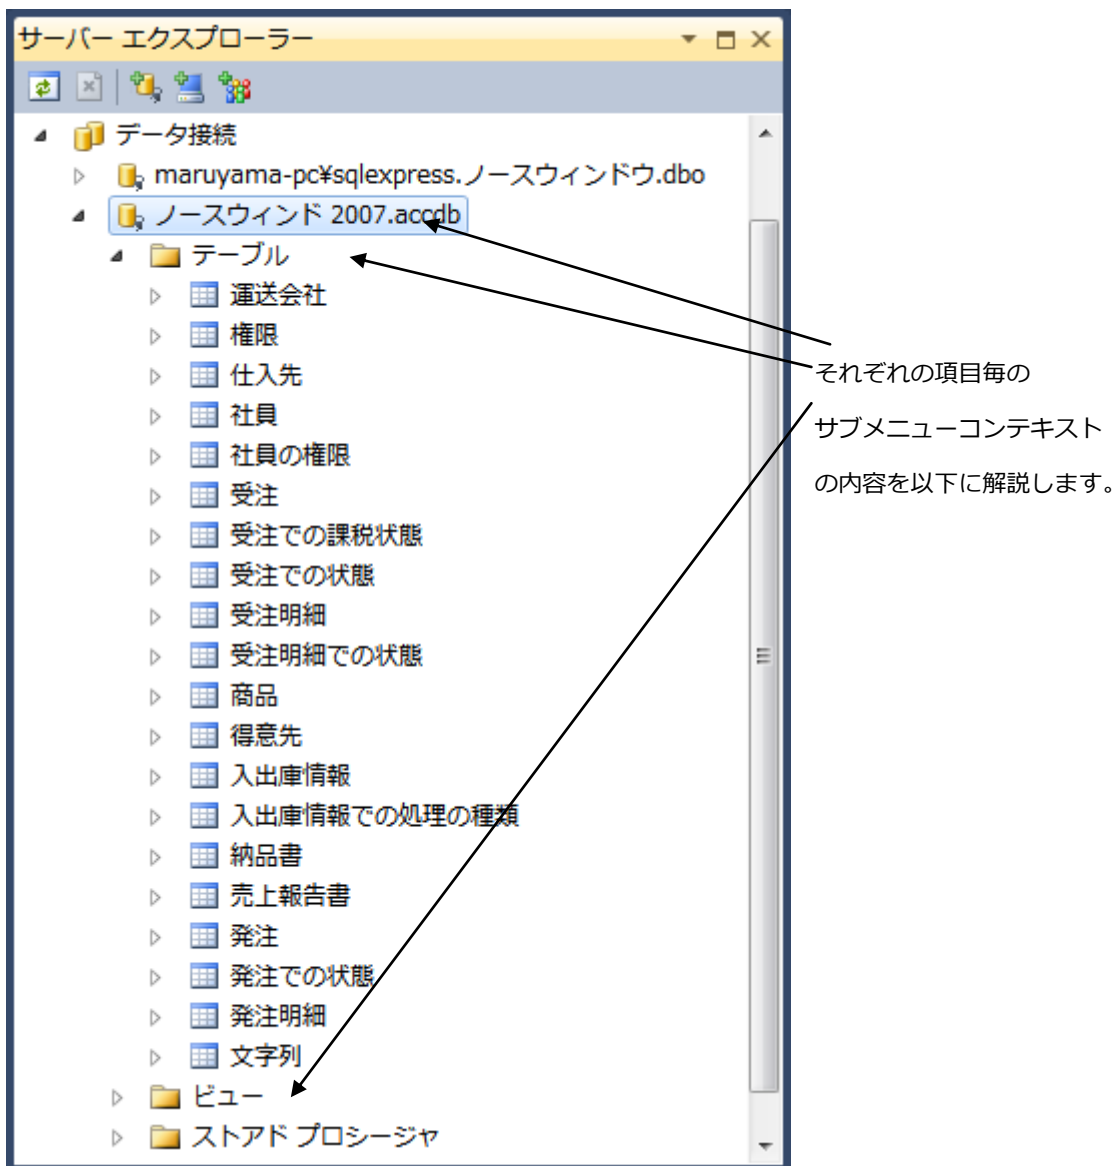 サーバー エクスプローラー
データ接続
maruyama-pc¥sqlexpress.ノースウィンドウ.dbo
ノースウィンド 2007.accdb
テーブル
運送会社
権限
仕入先
社員
社員の権限
受注
受注での課税状態
受注での状態
受注明細
受注明細での状態
商品
得意先
入出庫情報
入出庫情報での処理の種類
納品書
売上報告書
発注
発注での状態
発注明細
文字列
ビュー
ストアド プロシージャ
それぞれの項目毎の
サブメニューコンテキスト
の内容を以下に解説します。